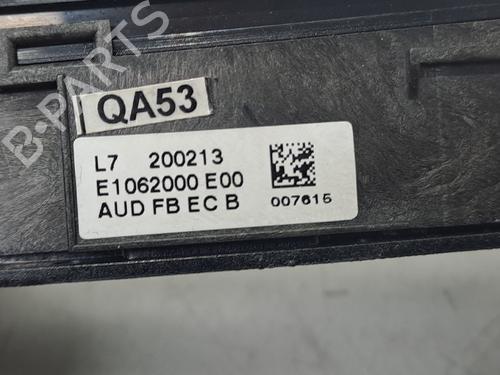 B-PARTS
QA53
L7 200213
E1062000 E00
AUD FB EC B
007615